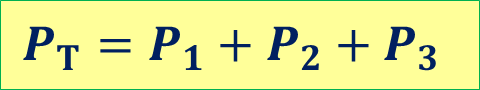 P_T = P_1 + P_2 + P_3